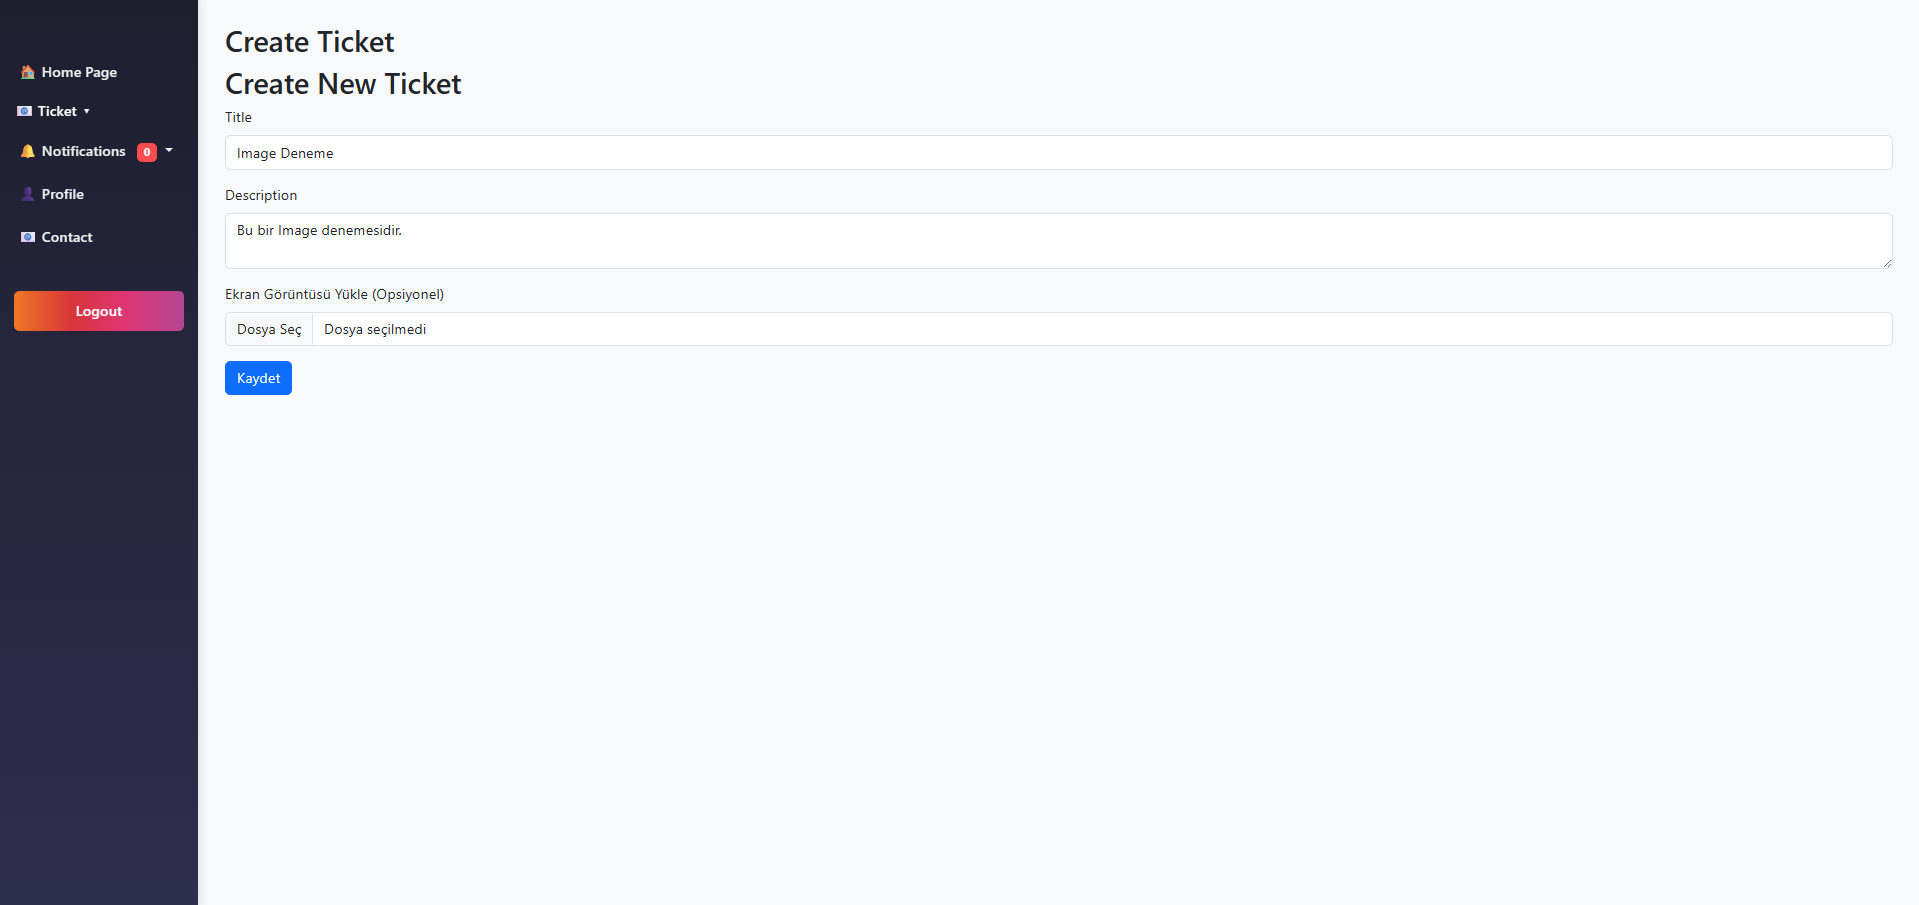 Home Page
Ticket
Notifications 0
Profile
Contact
Logout
Create Ticket
Create New Ticket
Title
Image Deneme
Description
Bu bir Image denemesidir.
Ekran Görüntüsü Yükle (Opsiyonel)
Dosya Seç Dosya seçilmedi
Kaydet